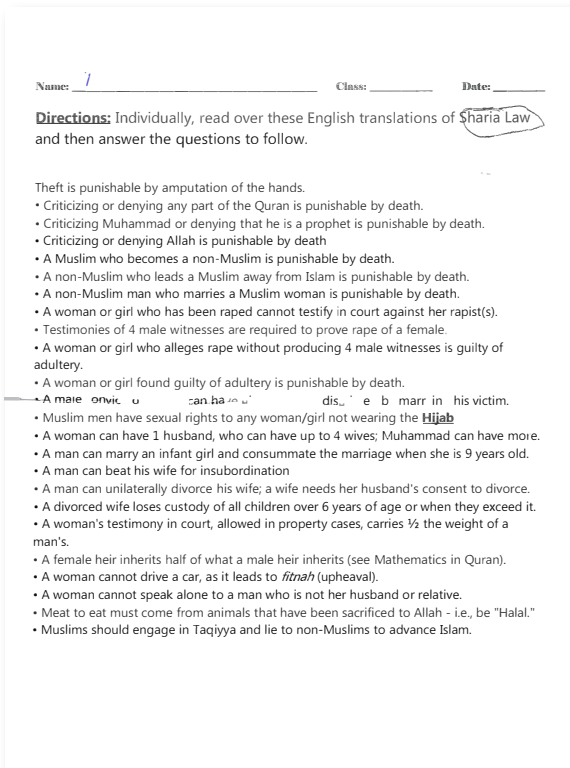 Name: Class: Date:
Directions: Individually, read over these English translations of Sharia Law
and then answer the questions to follow.
Theft is punishable by amputation of the hands.
• Criticizing or denying any part of the Quran is punishable by death.
• Criticizing Muhammad or denying that he is a prophet is punishable by death.
• Criticizing or denying Allah is punishable by death
• A Muslim who becomes a non-Muslim is punishable by death.
• A non-Muslim who leads a Muslim away from Islam is punishable by death.
• A non-Muslim man who marries a Muslim woman is punishable by death.
• A woman or girl who has been raped cannot testify in court against her rapist(s).
• Testimonies of 4 male witnesses are required to prove rape of a female.
• A woman or girl who alleges rape without producing 4 male witnesses is guilty of
adultery.
• A woman or girl found guilty of adultery is punishable by death.
• A male can his victim.
• Muslim men have sexual rights to any woman/girl not wearing the Hijab
• A woman can have 1 husband, who can have up to 4 wives; Muhammad can have more.
• A man can marry an infant girl and consummate the marriage when she is 9 years old.
• A man can beat his wife for insubordination
• A man can unilaterally divorce his wife; a wife needs her husband's consent to divorce.
• A divorced wife loses custody of all children over 6 years of age or when they exceed it.
• A woman's testimony in court, allowed in property cases, carries ½ the weight of a
man's.
• A female heir inherits half of what a male heir inherits (see Mathematics in Quran).
• A woman cannot drive a car, as it leads to fitnah (upheaval).
• A woman cannot speak alone to a man who is not her husband or relative.
• Meat to eat must come from animals that have been sacrificed to Allah - i.e., be "Halal."
• Muslims should engage in Taqiyya and lie to non-Muslims to advance Islam.